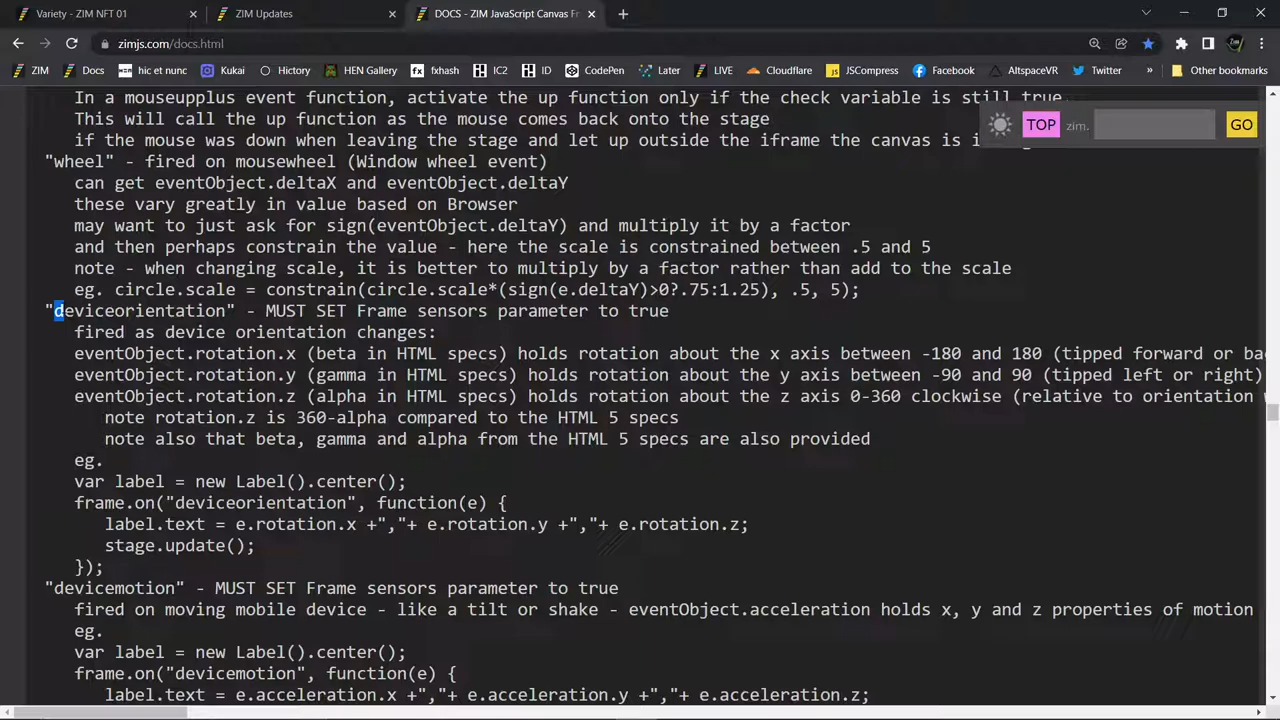 Variety - ZIM NFT 01
ZIM Updates
DOCS - ZIM JavaScript Canvas Fr
zimjs.com/docs.html
ZIM
Docs
hic et nunc
Kukai
Hictory
HEN Gallery
fxhash
IC2
ID
CodePen
Later
LIVE
Cloudflare
JSCompress
Facebook
AltspaceVR
Twitter
»
Other bookmarks
TOP
zim.
GO
In a mouseupplus event function, activate the up function only if the check variable is still true.
This will call the up function as the mouse comes back onto the stage
if the mouse was down when leaving the stage and let up outside the iframe the canvas is i
"wheel" - fired on mousewheel (Window wheel event)
can get eventObject.deltaX and eventObject.deltaY
these vary greatly in value based on Browser
may want to just ask for sign(eventObject.deltaY) and multiply it by a factor
and then perhaps constrain the value - here the scale is constrained between .5 and 5
note - when changing scale, it is better to multiply by a factor rather than add to the scale
eg. circle.scale = constrain(circle.scale*(sign(e.deltaY)>0?.75:1.25), .5, 5);
"deviceorientation" - MUST SET Frame sensors parameter to true
fired as device orientation changes:
eventObject.rotation.x (beta in HTML specs) holds rotation about the x axis between -180 and 180 (tipped forward or ba
eventObject.rotation.y (gamma in HTML specs) holds rotation about the y axis between -90 and 90 (tipped left or right)
eventObject.rotation.z (alpha in HTML specs) holds rotation about the z axis 0-360 clockwise (relative to orientation
note rotation.z is 360-alpha compared to the HTML 5 specs
note also that beta, gamma and alpha from the HTML 5 specs are also provided
eg.
var label = new Label().center();
frame.on("deviceorientation", function(e) {
label.text = e.rotation.x +","+ e.rotation.y +","+ e.rotation.z;
stage.update();
});
"devicemotion" - MUST SET Frame sensors parameter to true
fired on moving mobile device - like a tilt or shake - eventObject.acceleration holds x, y and z properties of motion
eg.
var label = new Label().center();
frame.on("devicemotion", function(e) {
label.text = e.acceleration.x +","+ e.acceleration.y +","+ e.acceleration.z;